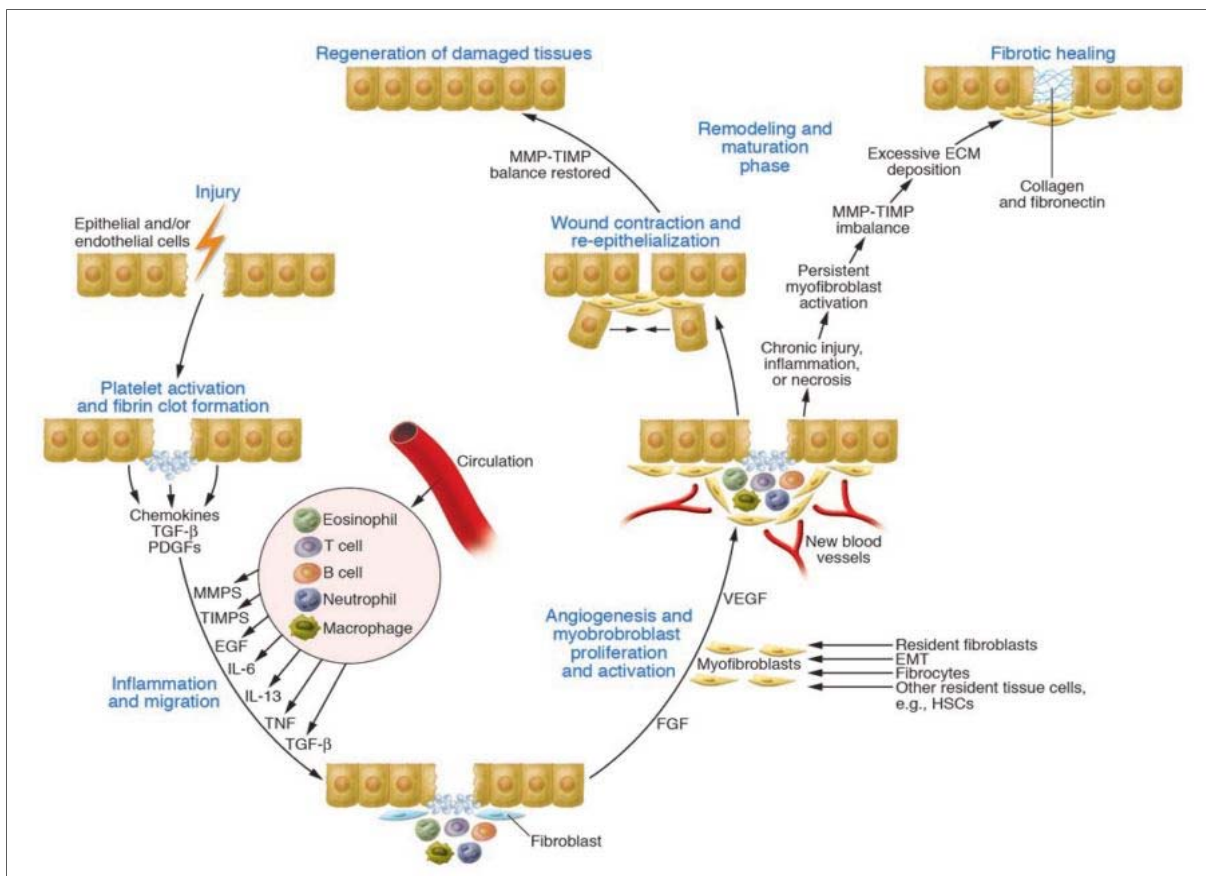 Regeneration of damaged tissues
Fibrotic healing
Remodeling and
maturation
phase
MMP-TIMP
balance restored
Excessive ECM
deposition
Collagen
and fibronectin
Injury
Epithelial and/or
endothelial cells
Wound contraction and
re-epithelialization
MMP-TIMP
imbalance
Persistent
myofibroblast
activation
Chronic injury,
inflammation,
or necrosis
Platelet activation
and fibrin clot formation
Circulation
Chemokines
TGF-β
PDGFs
Eosinophil
T cell
B cell
Neutrophil
Macrophage
MMPS
TIMPS
EGF
IL-6
IL-13
TNF
TGF-β
Inflammation
and migration
New blood
vessels
VEGF
Angiogenesis and
myobrobroblast
proliferation
and activation
FGF
Myofibroblasts
Resident fibroblasts
EMT
Fibrocytes
Other resident tissue cells,
e.g., HSCs
Fibroblast